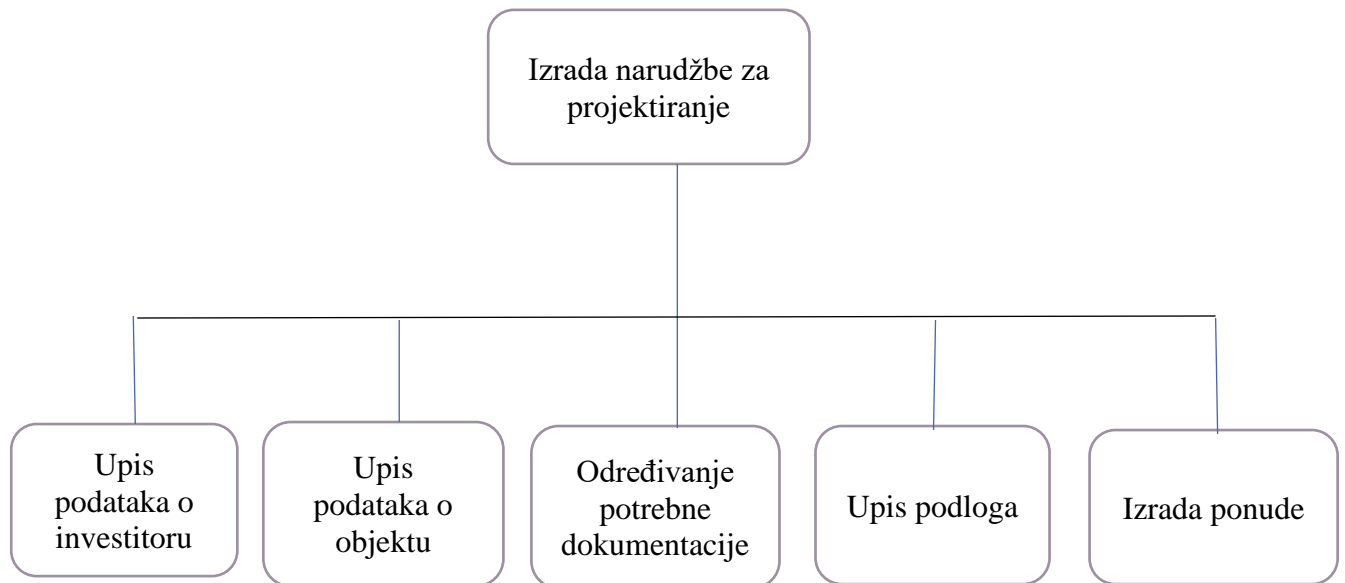 Izrada narudžbe za
projektiranje
Upis
podataka o
investitoru
Upis
podataka o
objektu
Određivanje
potrebne
dokumentacije
Upis podloga
Izrada ponude